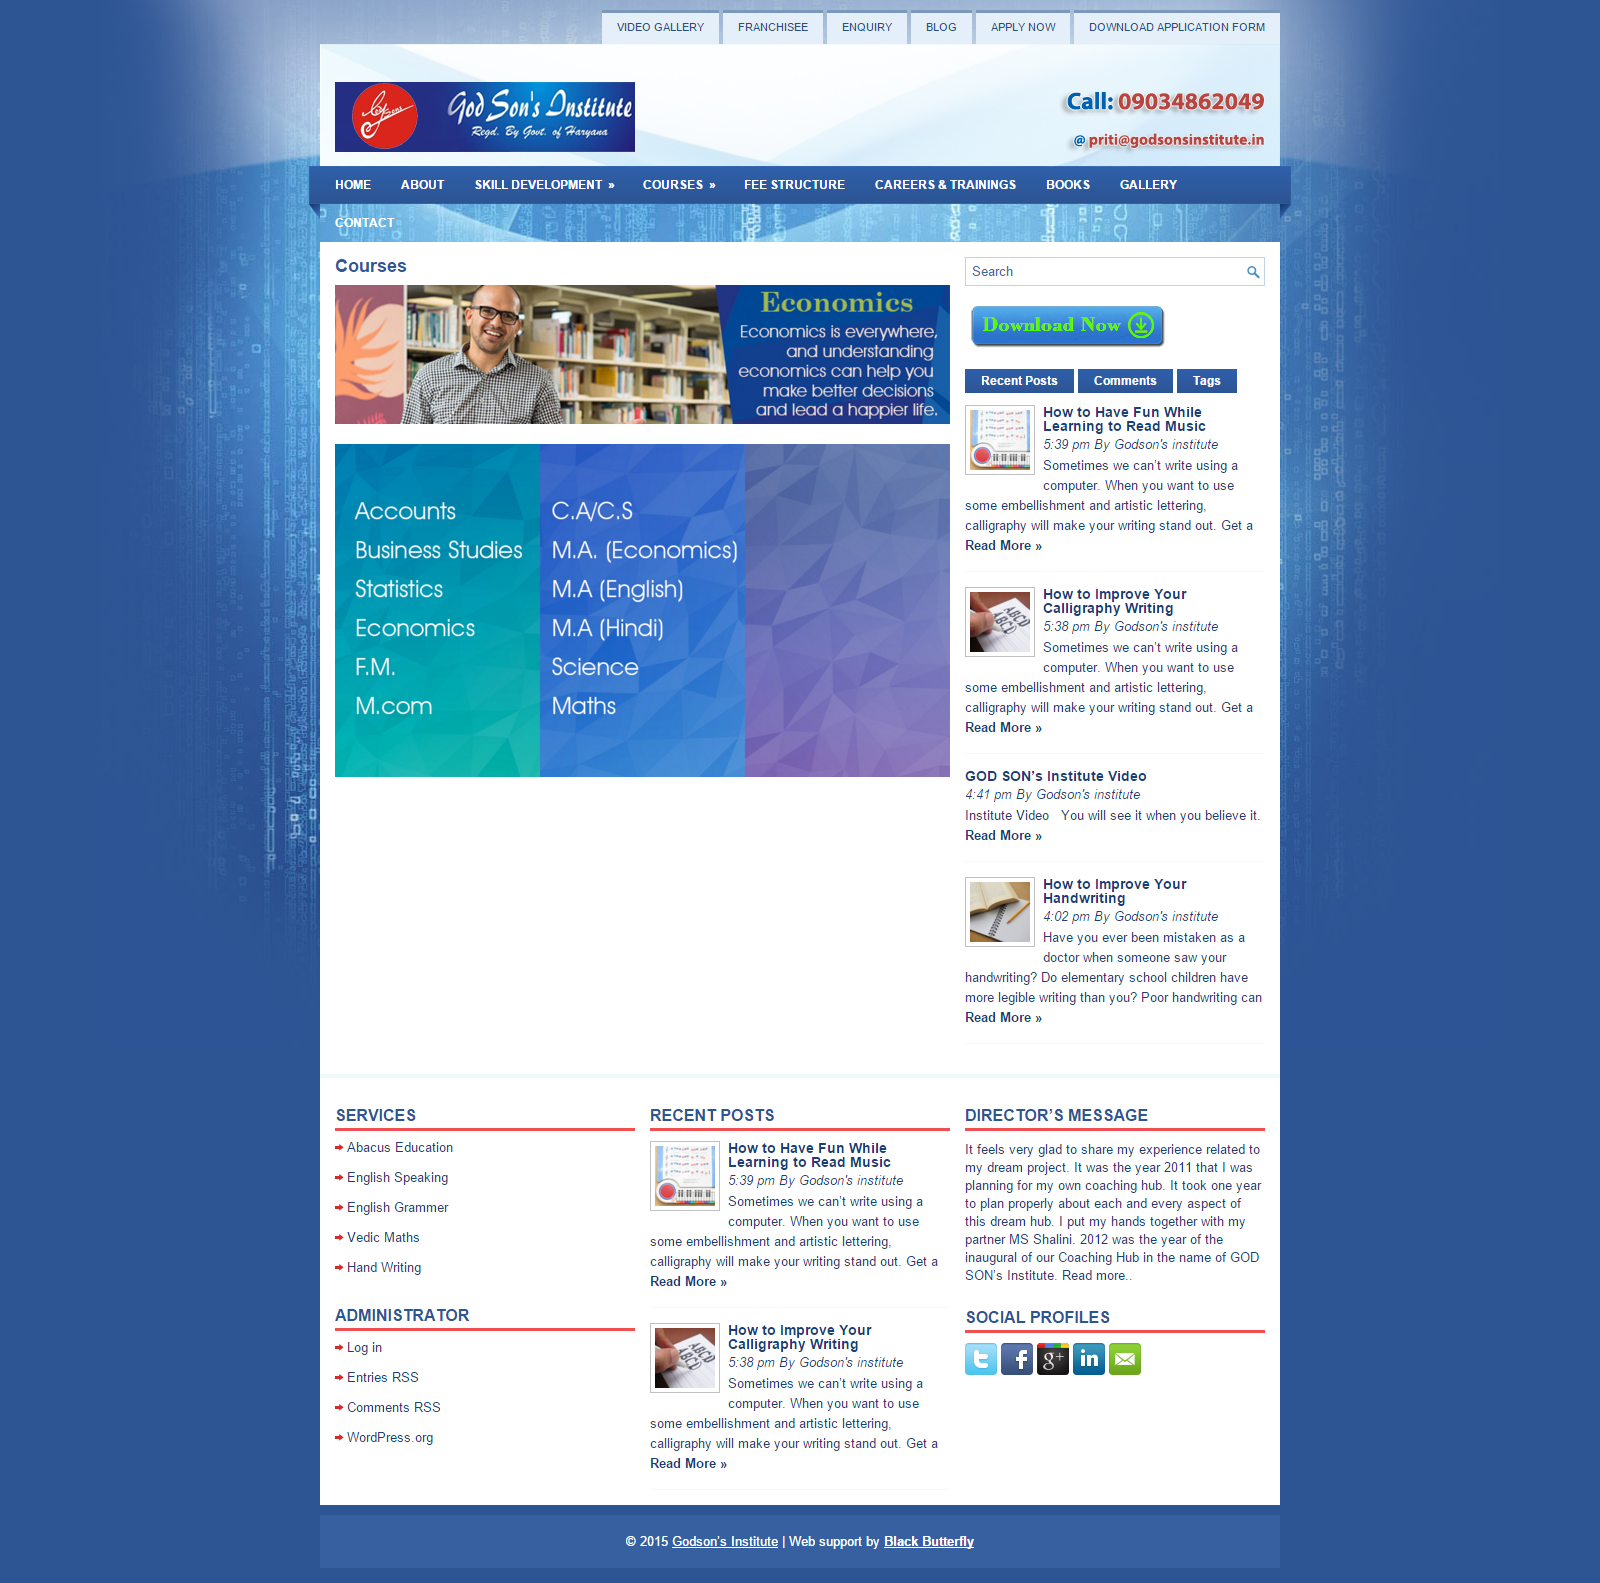 VIDEO GALLERY
FRANCHISEE
ENQUIRY
BLOG
APPLY NOW
DOWNLOAD APPLICATION FORM
God Son's Institute
Regd. By Govt. of Haryana
Call: 09034862049
@ priti@godsonsinstitute.in
HOME
ABOUT
SKILL DEVELOPMENT »
COURSES »
FEE STRUCTURE
CAREERS & TRAININGS
BOOKS
GALLERY
CONTACT
Courses
Economics
Economics is everywhere,
and understanding
economics can help you
make better decisions
and lead a happier life.
Accounts
Business Studies
Statistics
Economics
F.M.
M.com
C.A/C.S
M.A. (Economics)
M.A (English)
M.A (Hindi)
Science
Maths
Search
Download Now
Recent Posts
Comments
Tags
How to Have Fun While
Learning to Read Music
5:39 pm By Godson's institute
Sometimes we can’t write using a
computer. When you want to use
some embellishment and artistic lettering,
calligraphy will make your writing stand out. Get a
Read More »
How to Improve Your
Calligraphy Writing
5:38 pm By Godson's institute
Sometimes we can’t write using a
computer. When you want to use
some embellishment and artistic lettering,
calligraphy will make your writing stand out. Get a
Read More »
GOD SON’s Institute Video
4:41 pm By Godson's institute
Institute Video   You will see it when you believe it.
Read More »
How to Improve Your
Handwriting
4:02 pm By Godson's institute
Have you ever been mistaken as a
doctor when someone saw your
handwriting? Do elementary school children have
more legible writing than you? Poor handwriting can
Read More »
SERVICES
Abacus Education
English Speaking
English Grammer
Vedic Maths
Hand Writing
ADMINISTRATOR
Log in
Entries RSS
Comments RSS
WordPress.org
RECENT POSTS
How to Have Fun While
Learning to Read Music
5:39 pm By Godson's institute
Sometimes we can’t write using a
computer. When you want to use
some embellishment and artistic lettering,
calligraphy will make your writing stand out. Get a
Read More »
How to Improve Your
Calligraphy Writing
5:38 pm By Godson's institute
Sometimes we can’t write using a
computer. When you want to use
some embellishment and artistic lettering,
calligraphy will make your writing stand out. Get a
Read More »
DIRECTOR’S MESSAGE
It feels very glad to share my experience related to
my dream project. It was the year 2011 that I was
planning for my own coaching hub. It took one year
to plan properly about each and every aspect of
this dream hub. I put my hands together with my
partner MS Shalini. 2012 was the year of the
inaugural of our Coaching Hub in the name of GOD
SON’s Institute. Read more..
SOCIAL PROFILES
© 2015 Godson's Institute | Web support by Black Butterfly